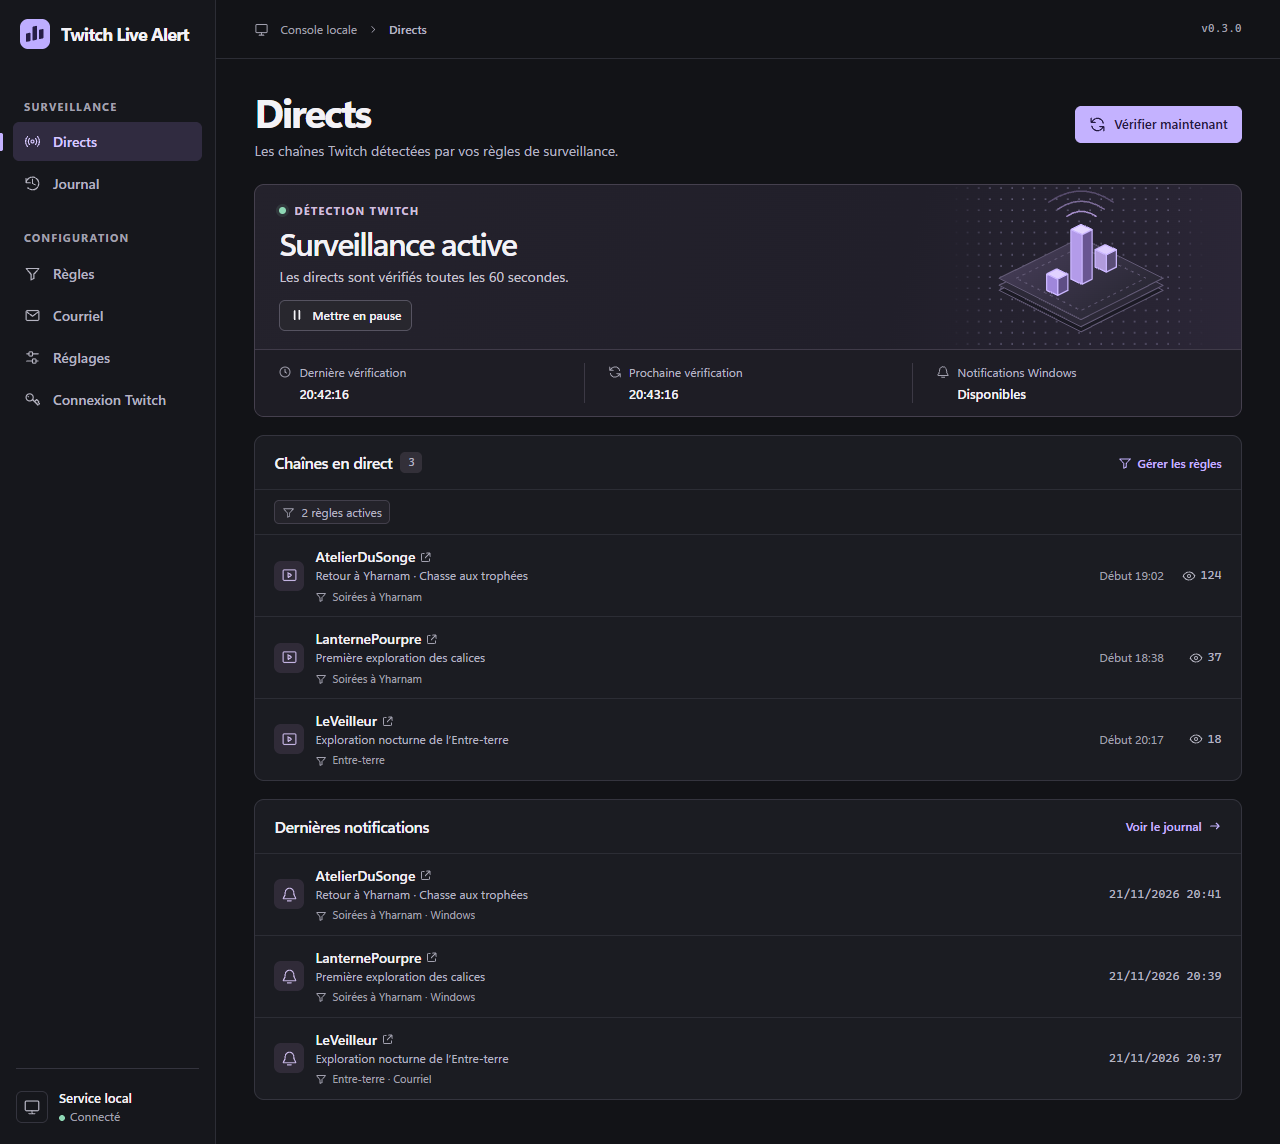 Twitch Live Alert
SURVEILLANCE
Directs
Journal
CONFIGURATION
Règles
Courriel
Réglages
Connexion Twitch
Service local
Connecté
Console locale > Directs
v0.3.0
Directs
Les chaînes Twitch détectées par vos règles de surveillance.
Vérifier maintenant
DÉTECTION TWITCH
Surveillance active
Les directs sont vérifiés toutes les 60 secondes.
Mettre en pause
Dernière vérification
20:42:16
Prochaine vérification
20:43:16
Notifications Windows
Disponibles
Chaînes en direct 3
Gérer les règles
2 règles actives
AtelierDuSonge
Retour à Yharnam · Chasse aux trophées
Soirées à Yharnam
Début 19:02 124
LanternePourpre
Première exploration des calices
Soirées à Yharnam
Début 18:38 37
LeVeilleur
Exploration nocturne de l’Entre-terre
Entre-terre
Début 20:17 18
Dernières notifications
Voir le journal →
AtelierDuSonge
Retour à Yharnam · Chasse aux trophées
Soirées à Yharnam · Windows
21/11/2026 20:41
LanternePourpre
Première exploration des calices
Soirées à Yharnam · Windows
21/11/2026 20:39
LeVeilleur
Exploration nocturne de l’Entre-terre
Entre-terre · Courriel
21/11/2026 20:37